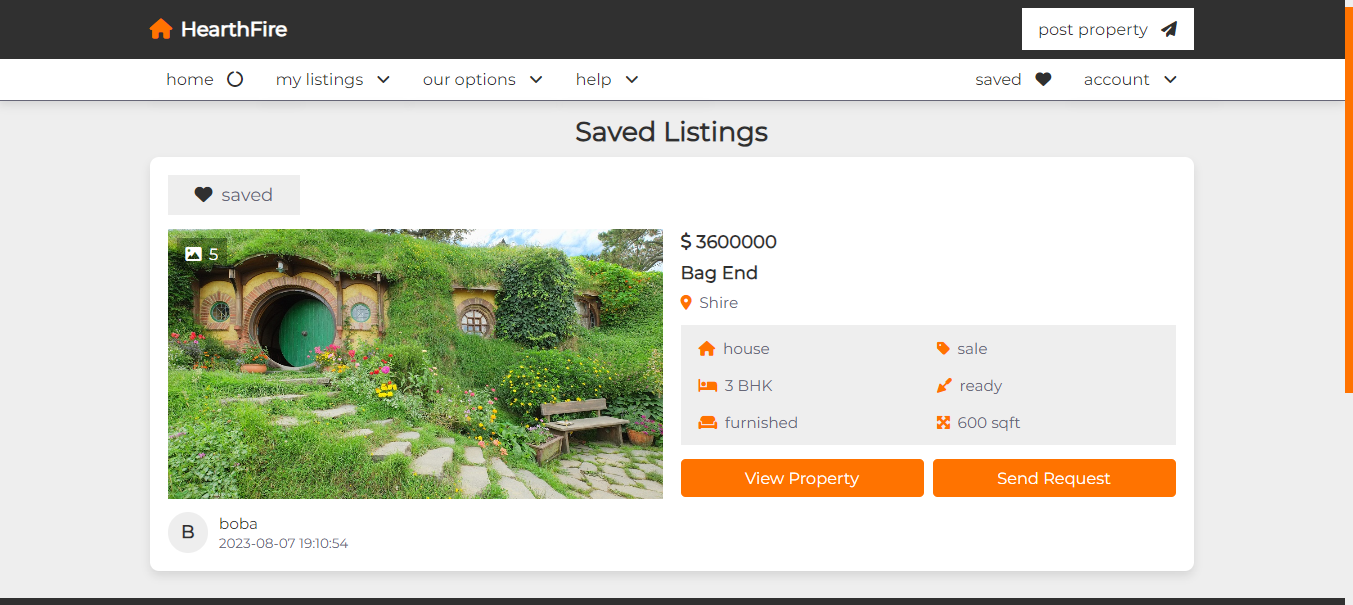 HearthFire
post property
home my listings our options help saved account
Saved Listings
saved
5
$ 3600000
Bag End
Shire
house sale
3 BHK ready
furnished 600 sqft
View Property Send Request
B
boba
2023-08-07 19:10:54